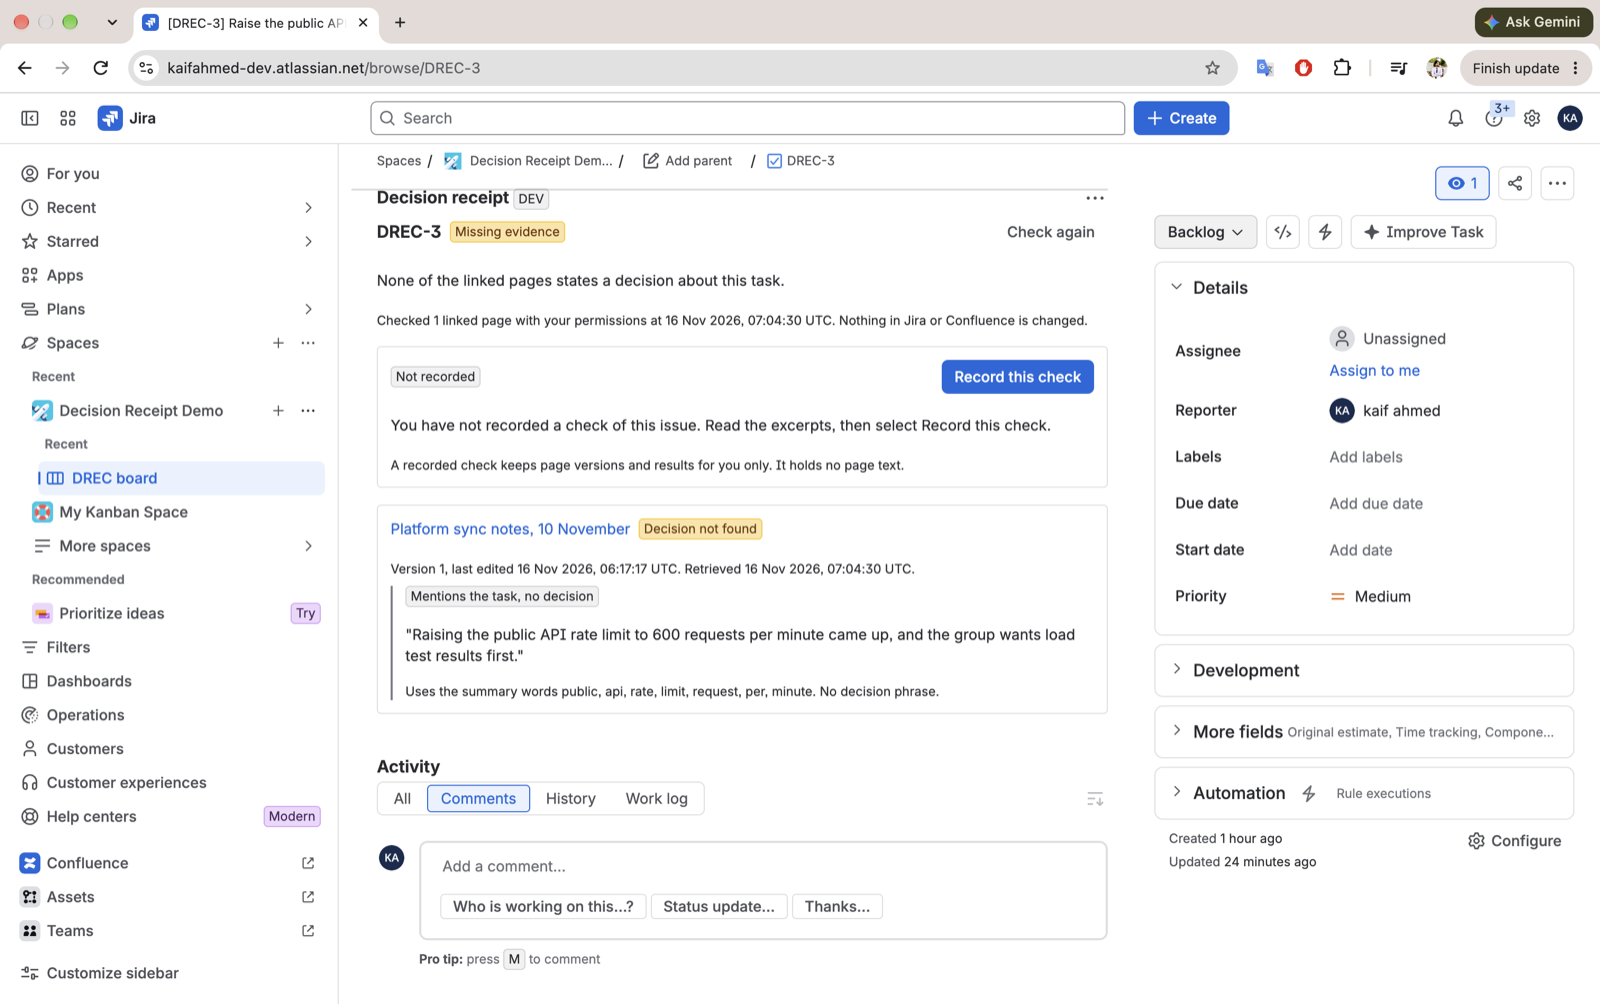 [DREC-3] Raise the public AP
Ask Gemini
kaifahmed-dev.atlassian.net/browse/DREC-3
Finish update
Jira
Search
Create
3+
KA
For you
Recent
Starred
Apps
Plans
Spaces
Recent
Decision Receipt Demo
Recent
DREC board
My Kanban Space
More spaces
Recommended
Prioritize ideas
Try
Filters
Dashboards
Operations
Customers
Customer experiences
Help centers
Modern
Confluence
Assets
Teams
Customize sidebar
Spaces / Decision Receipt Dem... / Add parent / DREC-3
Decision receipt DEV
DREC-3 Missing evidence
Check again
None of the linked pages states a decision about this task.
Checked 1 linked page with your permissions at 16 Nov 2026, 07:04:30 UTC. Nothing in Jira or Confluence is changed.
Not recorded
Record this check
You have not recorded a check of this issue. Read the excerpts, then select Record this check.
A recorded check keeps page versions and results for you only. It holds no page text.
Platform sync notes, 10 November Decision not found
Version 1, last edited 16 Nov 2026, 06:17:17 UTC. Retrieved 16 Nov 2026, 07:04:30 UTC.
Mentions the task, no decision
"Raising the public API rate limit to 600 requests per minute came up, and the group wants load
test results first."
Uses the summary words public, api, rate, limit, request, per, minute. No decision phrase.
Activity
All Comments History Work log
KA
Add a comment...
Who is working on this...? Status update... Thanks...
Pro tip: press M to comment
1
Backlog
Improve Task
Details
Assignee
Unassigned
Assign to me
Reporter
KA kaif ahmed
Labels
Add labels
Due date
Add due date
Start date
Add date
Priority
Medium
Development
More fields Original estimate, Time tracking, Compone...
Automation Rule executions
Created 1 hour ago
Updated 24 minutes ago
Configure